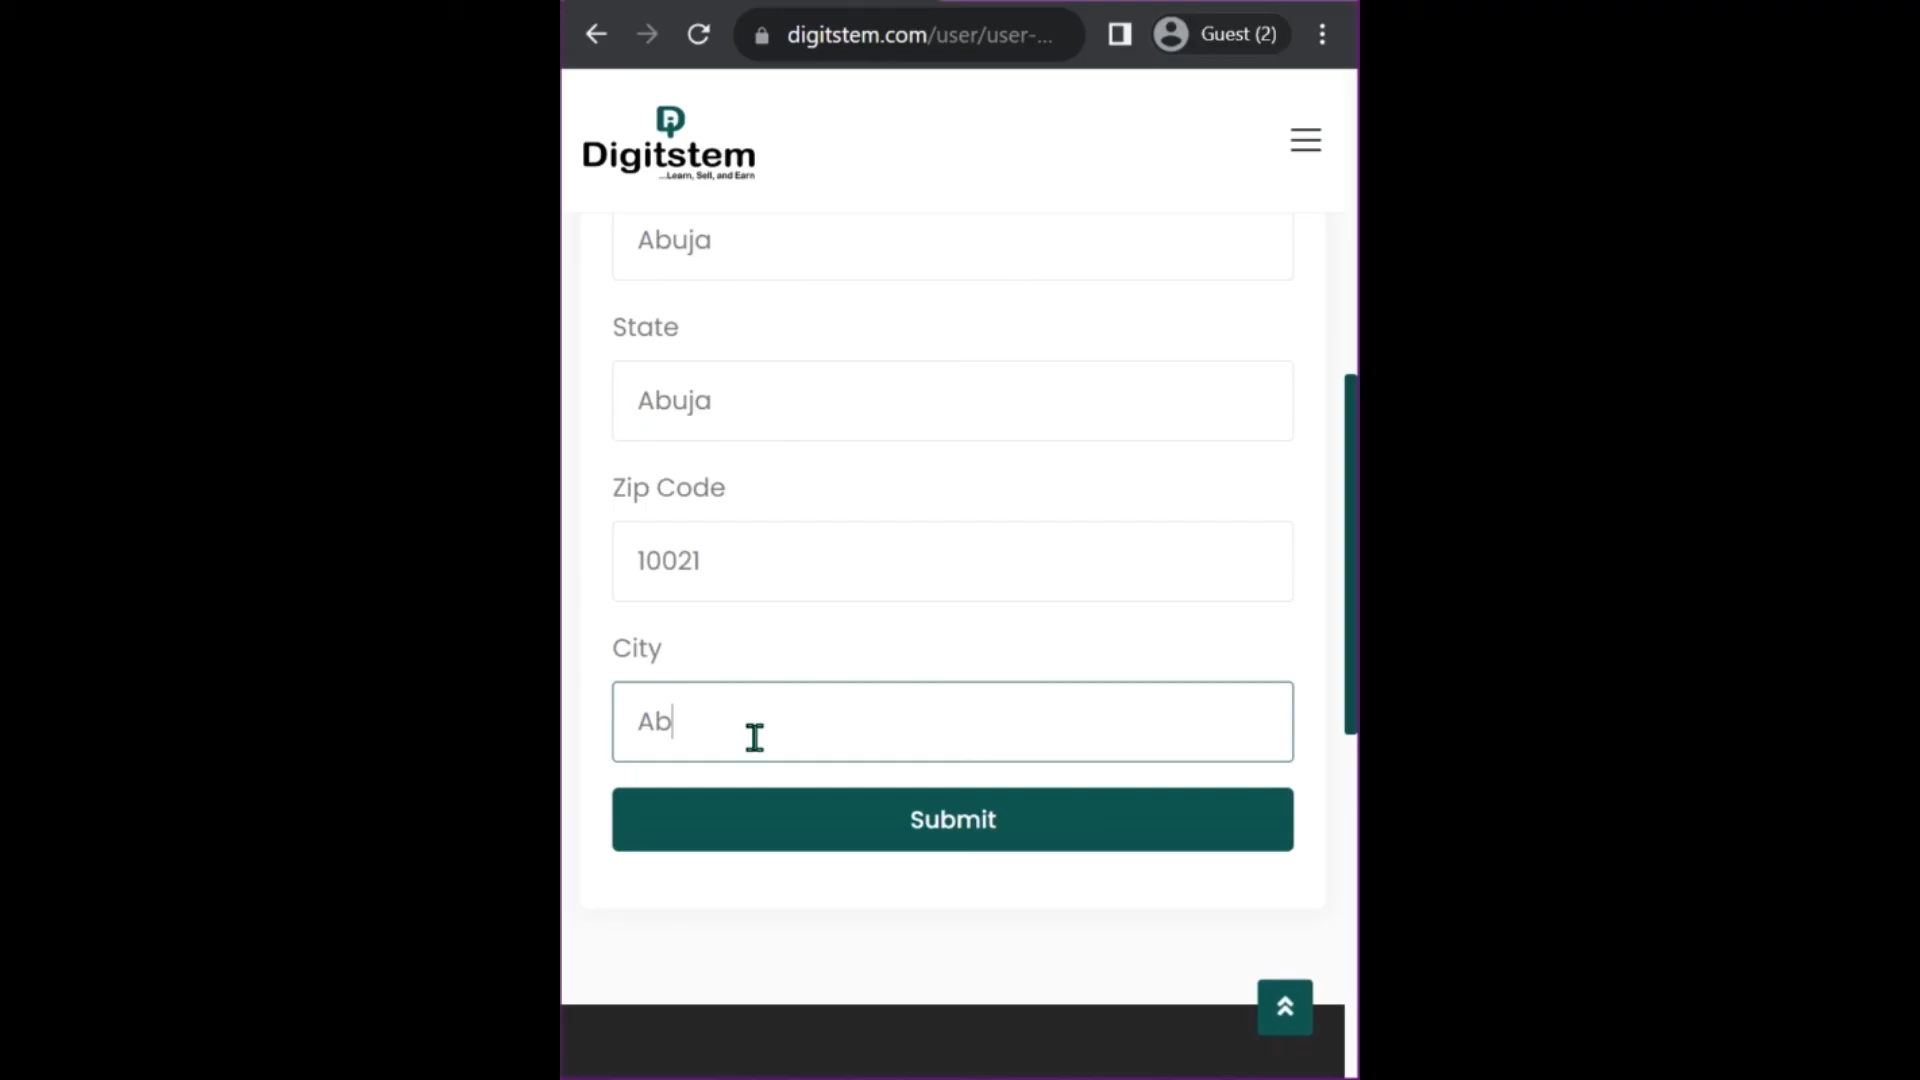 digitstem.com/user/user-...
Guest (2)
Digitstem
...Learn, Sell, and Earn
Abuja
State
Abuja
Zip Code
10021
City
Ab
Submit